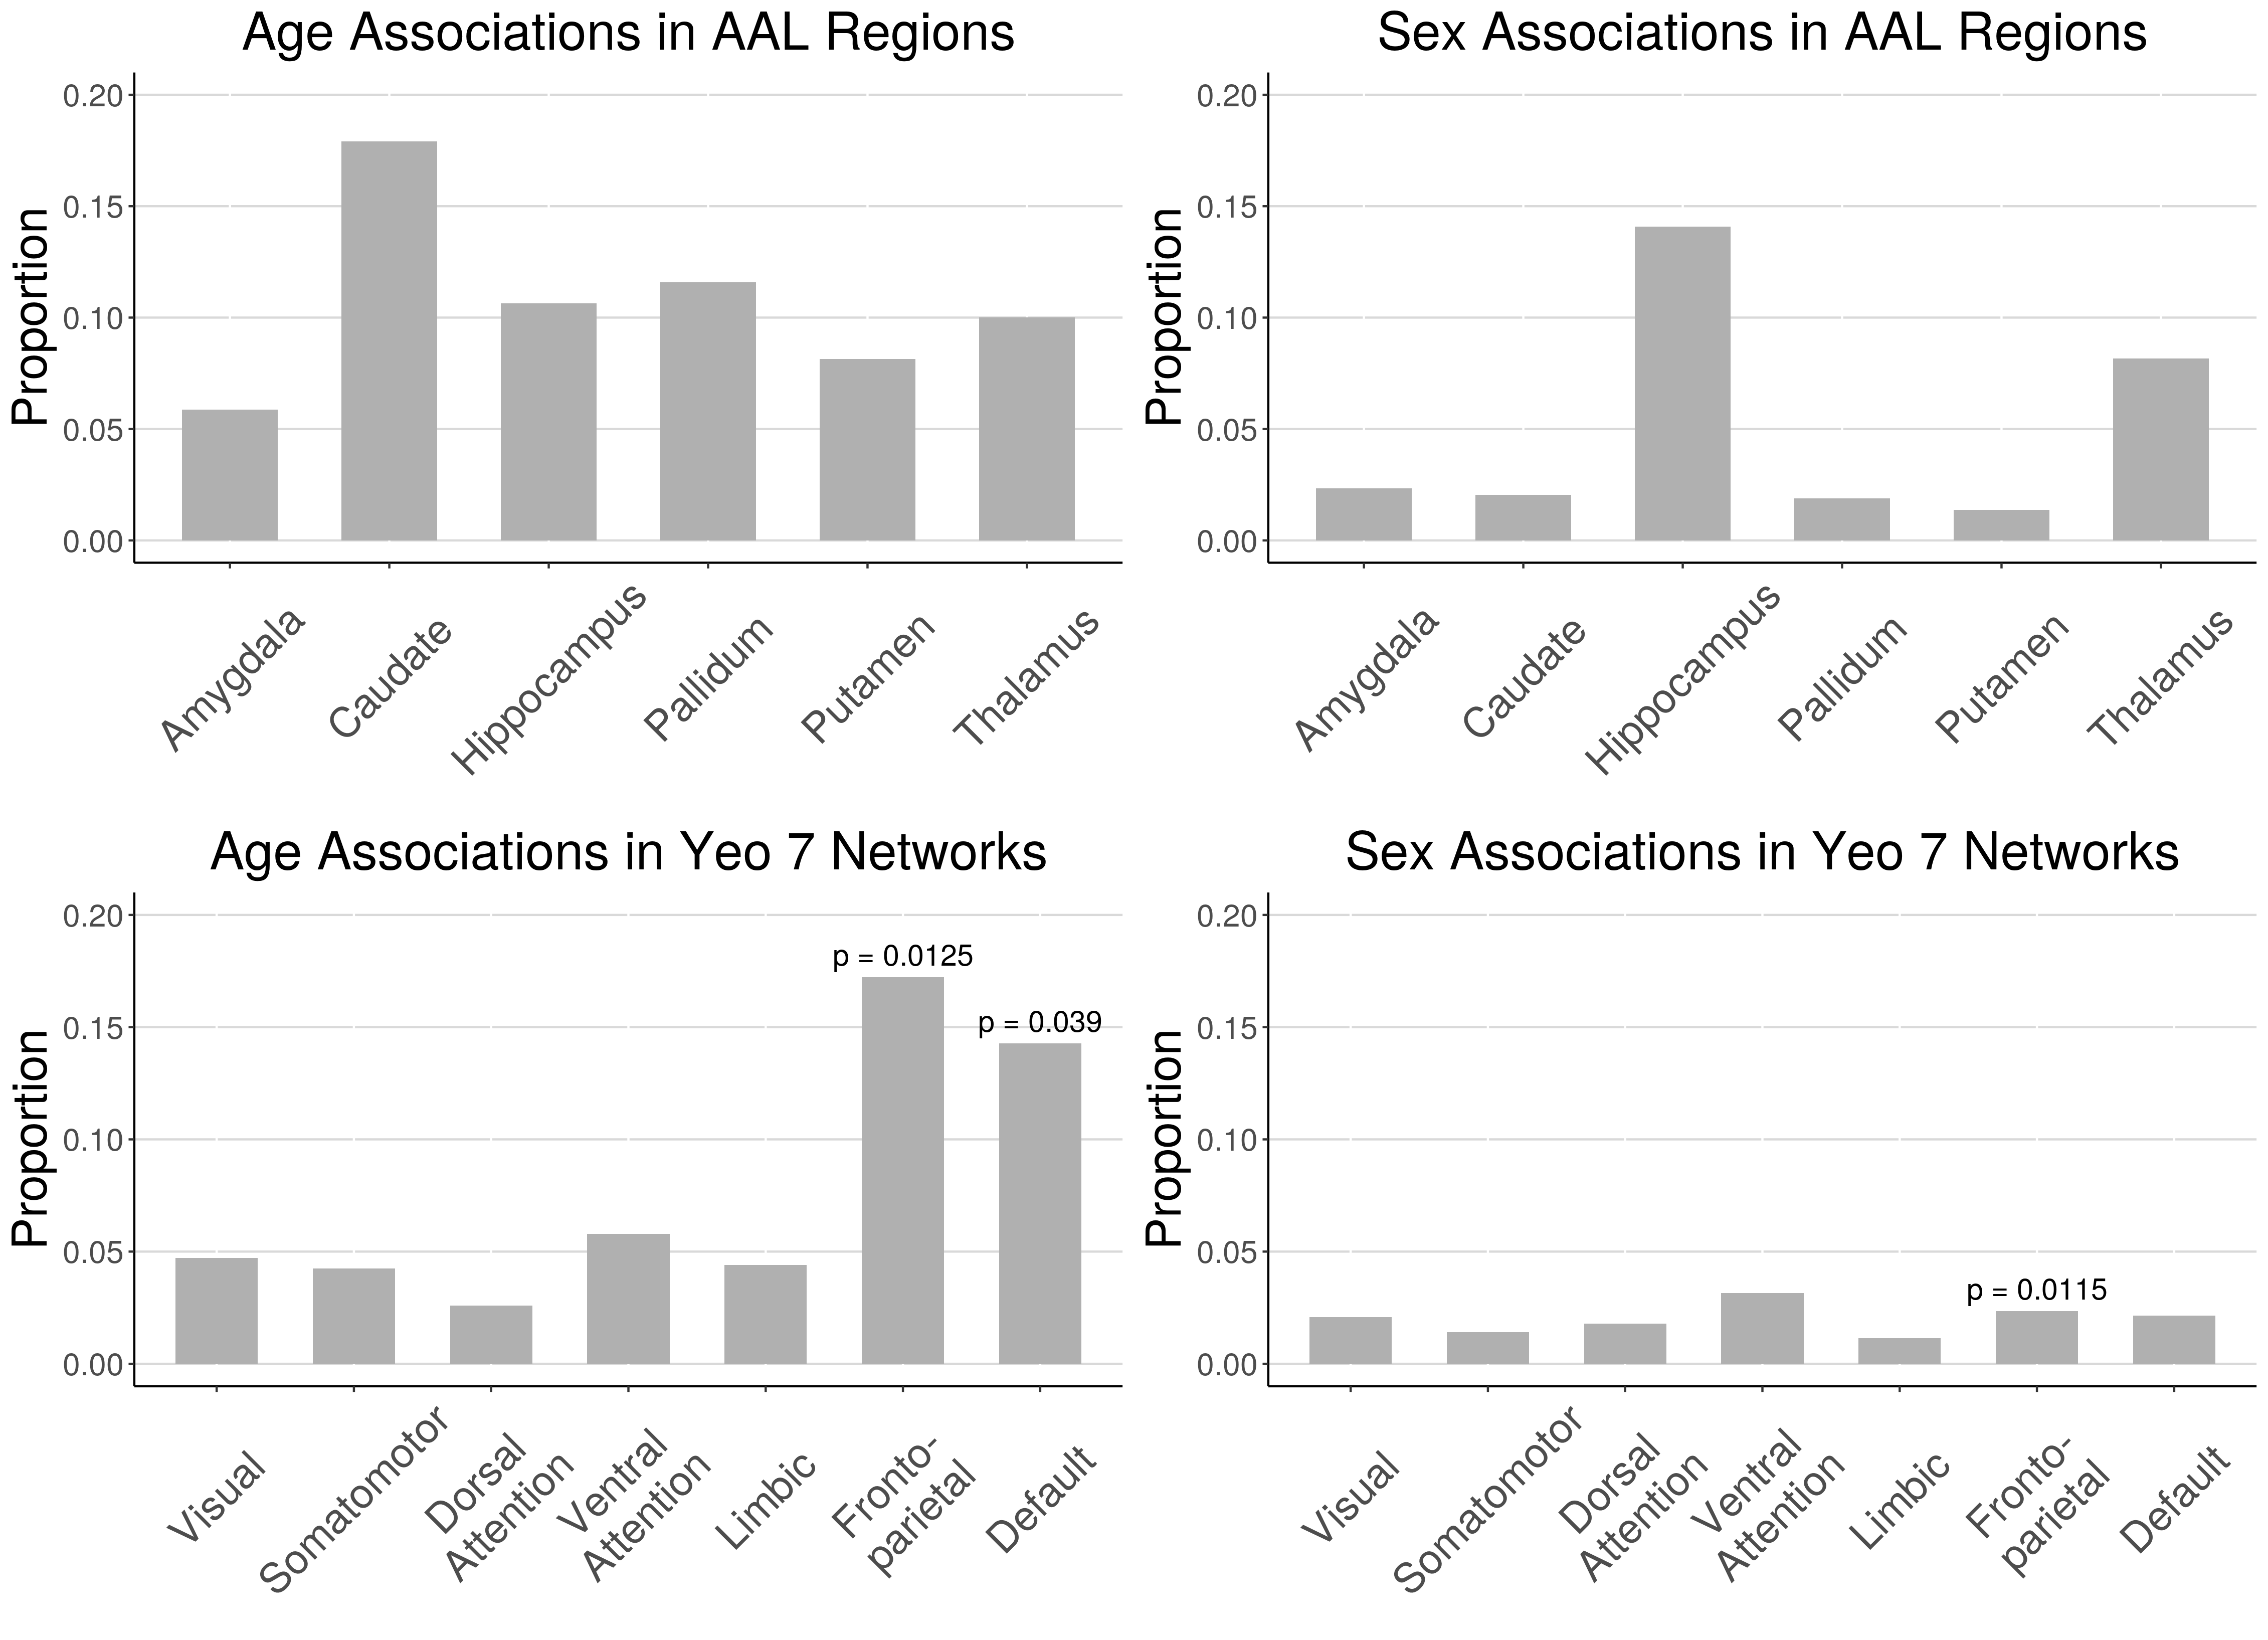 Age Associations in AAL Regions
Proportion
0.20
0.15
0.10
0.05
0.00
Amygdala
Caudate
Hippocampus
Pallidum
Putamen
Thalamus
Sex Associations in AAL Regions
Proportion
0.20
0.15
0.10
0.05
0.00
Amygdala
Caudate
Hippocampus
Pallidum
Putamen
Thalamus
Age Associations in Yeo 7 Networks
Proportion
0.20
0.15
0.10
0.05
0.00
p = 0.0125
p = 0.039
Visual
Somatomotor
Dorsal
Attention
Ventral
Attention
Limbic
Fronto-
parietal
Default
Sex Associations in Yeo 7 Networks
Proportion
0.20
0.15
0.10
0.05
0.00
p = 0.0115
Visual
Somatomotor
Dorsal
Attention
Ventral
Attention
Limbic
Fronto-
parietal
Default